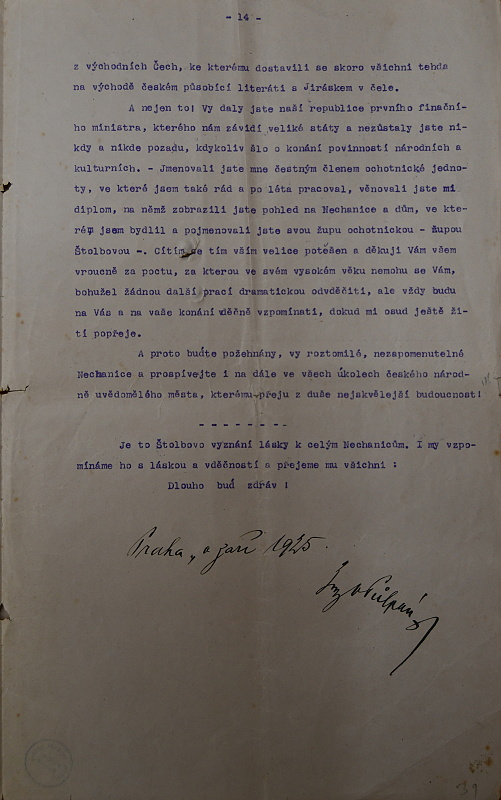 - 14 -
z východních Čech, ke kterému dostavili se skoro všichni tehda
na východě českém působící literáti s Jiráskem v čele.
A nejen to! Vy daly jste naší republice prvního finační-
ho ministra, kterého nám závidí veliké státy a nezůstaly jste ni-
kdy a nikde pozadu, kdykoliv šlo o konání povinností národních a
kulturních. - Jmenovali jste mne čestným členem ochotnické jedno-
ty, ve které jsem také rád a po léta pracoval, věnovali jste mi
diplom, na němž zobrazili jste pohled na Nechanice a dům, ve kte-
rém jsem bydlil a pojmenovali jste svou župu ochotnickou - župou
Štolbovou -. Cítím se tím vším velice potěšen a děkuji Vám všem
vroucně za poctu, za kterou ve svém vysokém věku nemohu se Vám,
bohužel žádnou další prací dramatickou odvděčiti, ale vždy budu
na Vás a na vaše konání vděčně vzpomínati, dokud mi osud ještě ži-
tí popřeje.
A proto buďte požehnány, vy roztomilé, nezapomenutelné
Nechanice a prospívejte i na dále ve všech úkolech českého národ-
ně uvědomělého města, kterému přeju z duše nejskvělejší budoucnost!
- - - - - - - -
Je to Štolbovo vyznání lásky k celým Nechanicům. I my vzpo-
mínáme ho s láskou a vděčností a přejeme mu všichni :
Dlouho buď zdráv !
Praha, v září 1925.
31